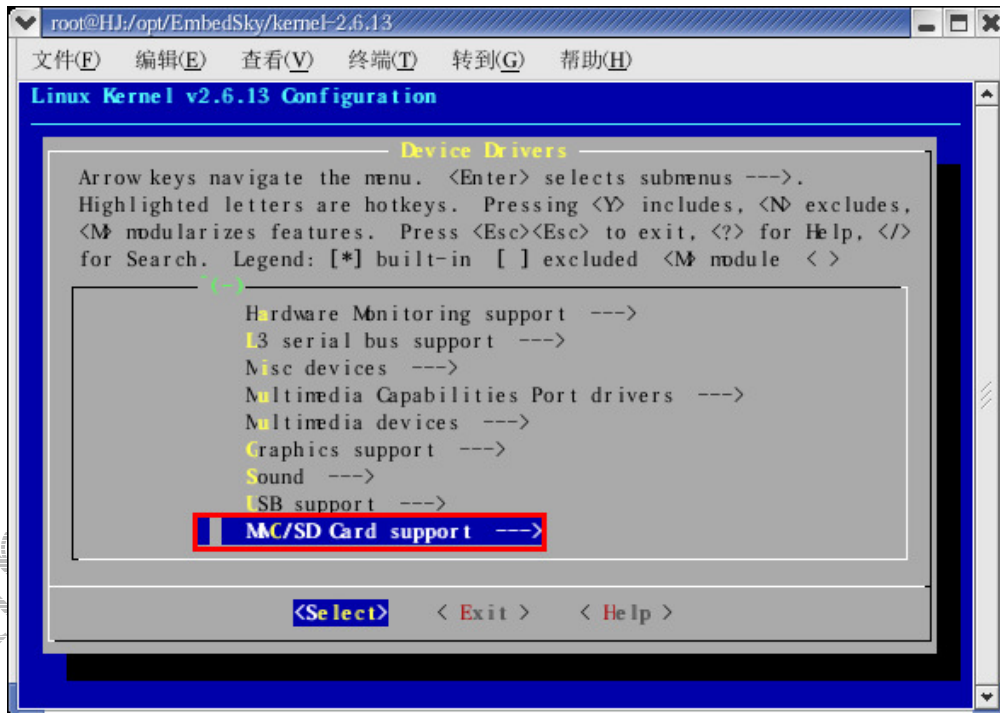 root@HJ:/opt/EmbedSky/kernel-2.6.13
文件(F) 编辑(E) 查看(V) 终端(T) 转到(G) 帮助(H)
Linux Kernel v2.6.13 Configuration
Device Drivers
Arrow keys navigate the menu. <Enter> selects submenus --->.
Highlighted letters are hotkeys. Pressing <Y> includes, <N> excludes,
<M> modularizes features. Press <Esc><Esc> to exit, <?> for Help, </>
for Search. Legend: [*] built-in [ ] excluded <M> module < >
^(-)
Hardware Monitoring support --->
L3 serial bus support --->
Misc devices --->
Multimedia Capabilities Port drivers --->
Multimedia devices --->
Graphics support --->
Sound --->
USB support --->
MMC/SD Card support --->
<Select> < Exit > < Help >